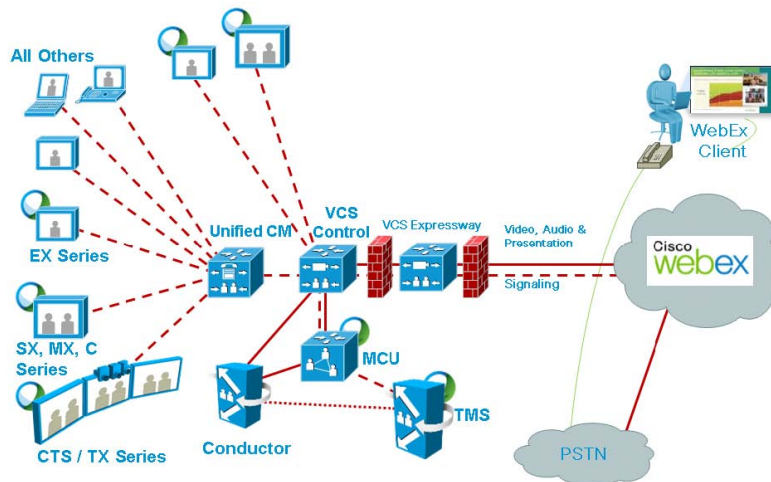 All Others
WebEx
Client
EX Series
Unified CM
VCS
Control
VCS Expressway
Video, Audio &
Presentation
Signaling
Cisco
webex
SX, MX, C
Series
MCU
TMS
Conductor
CTS / TX Series
PSTN